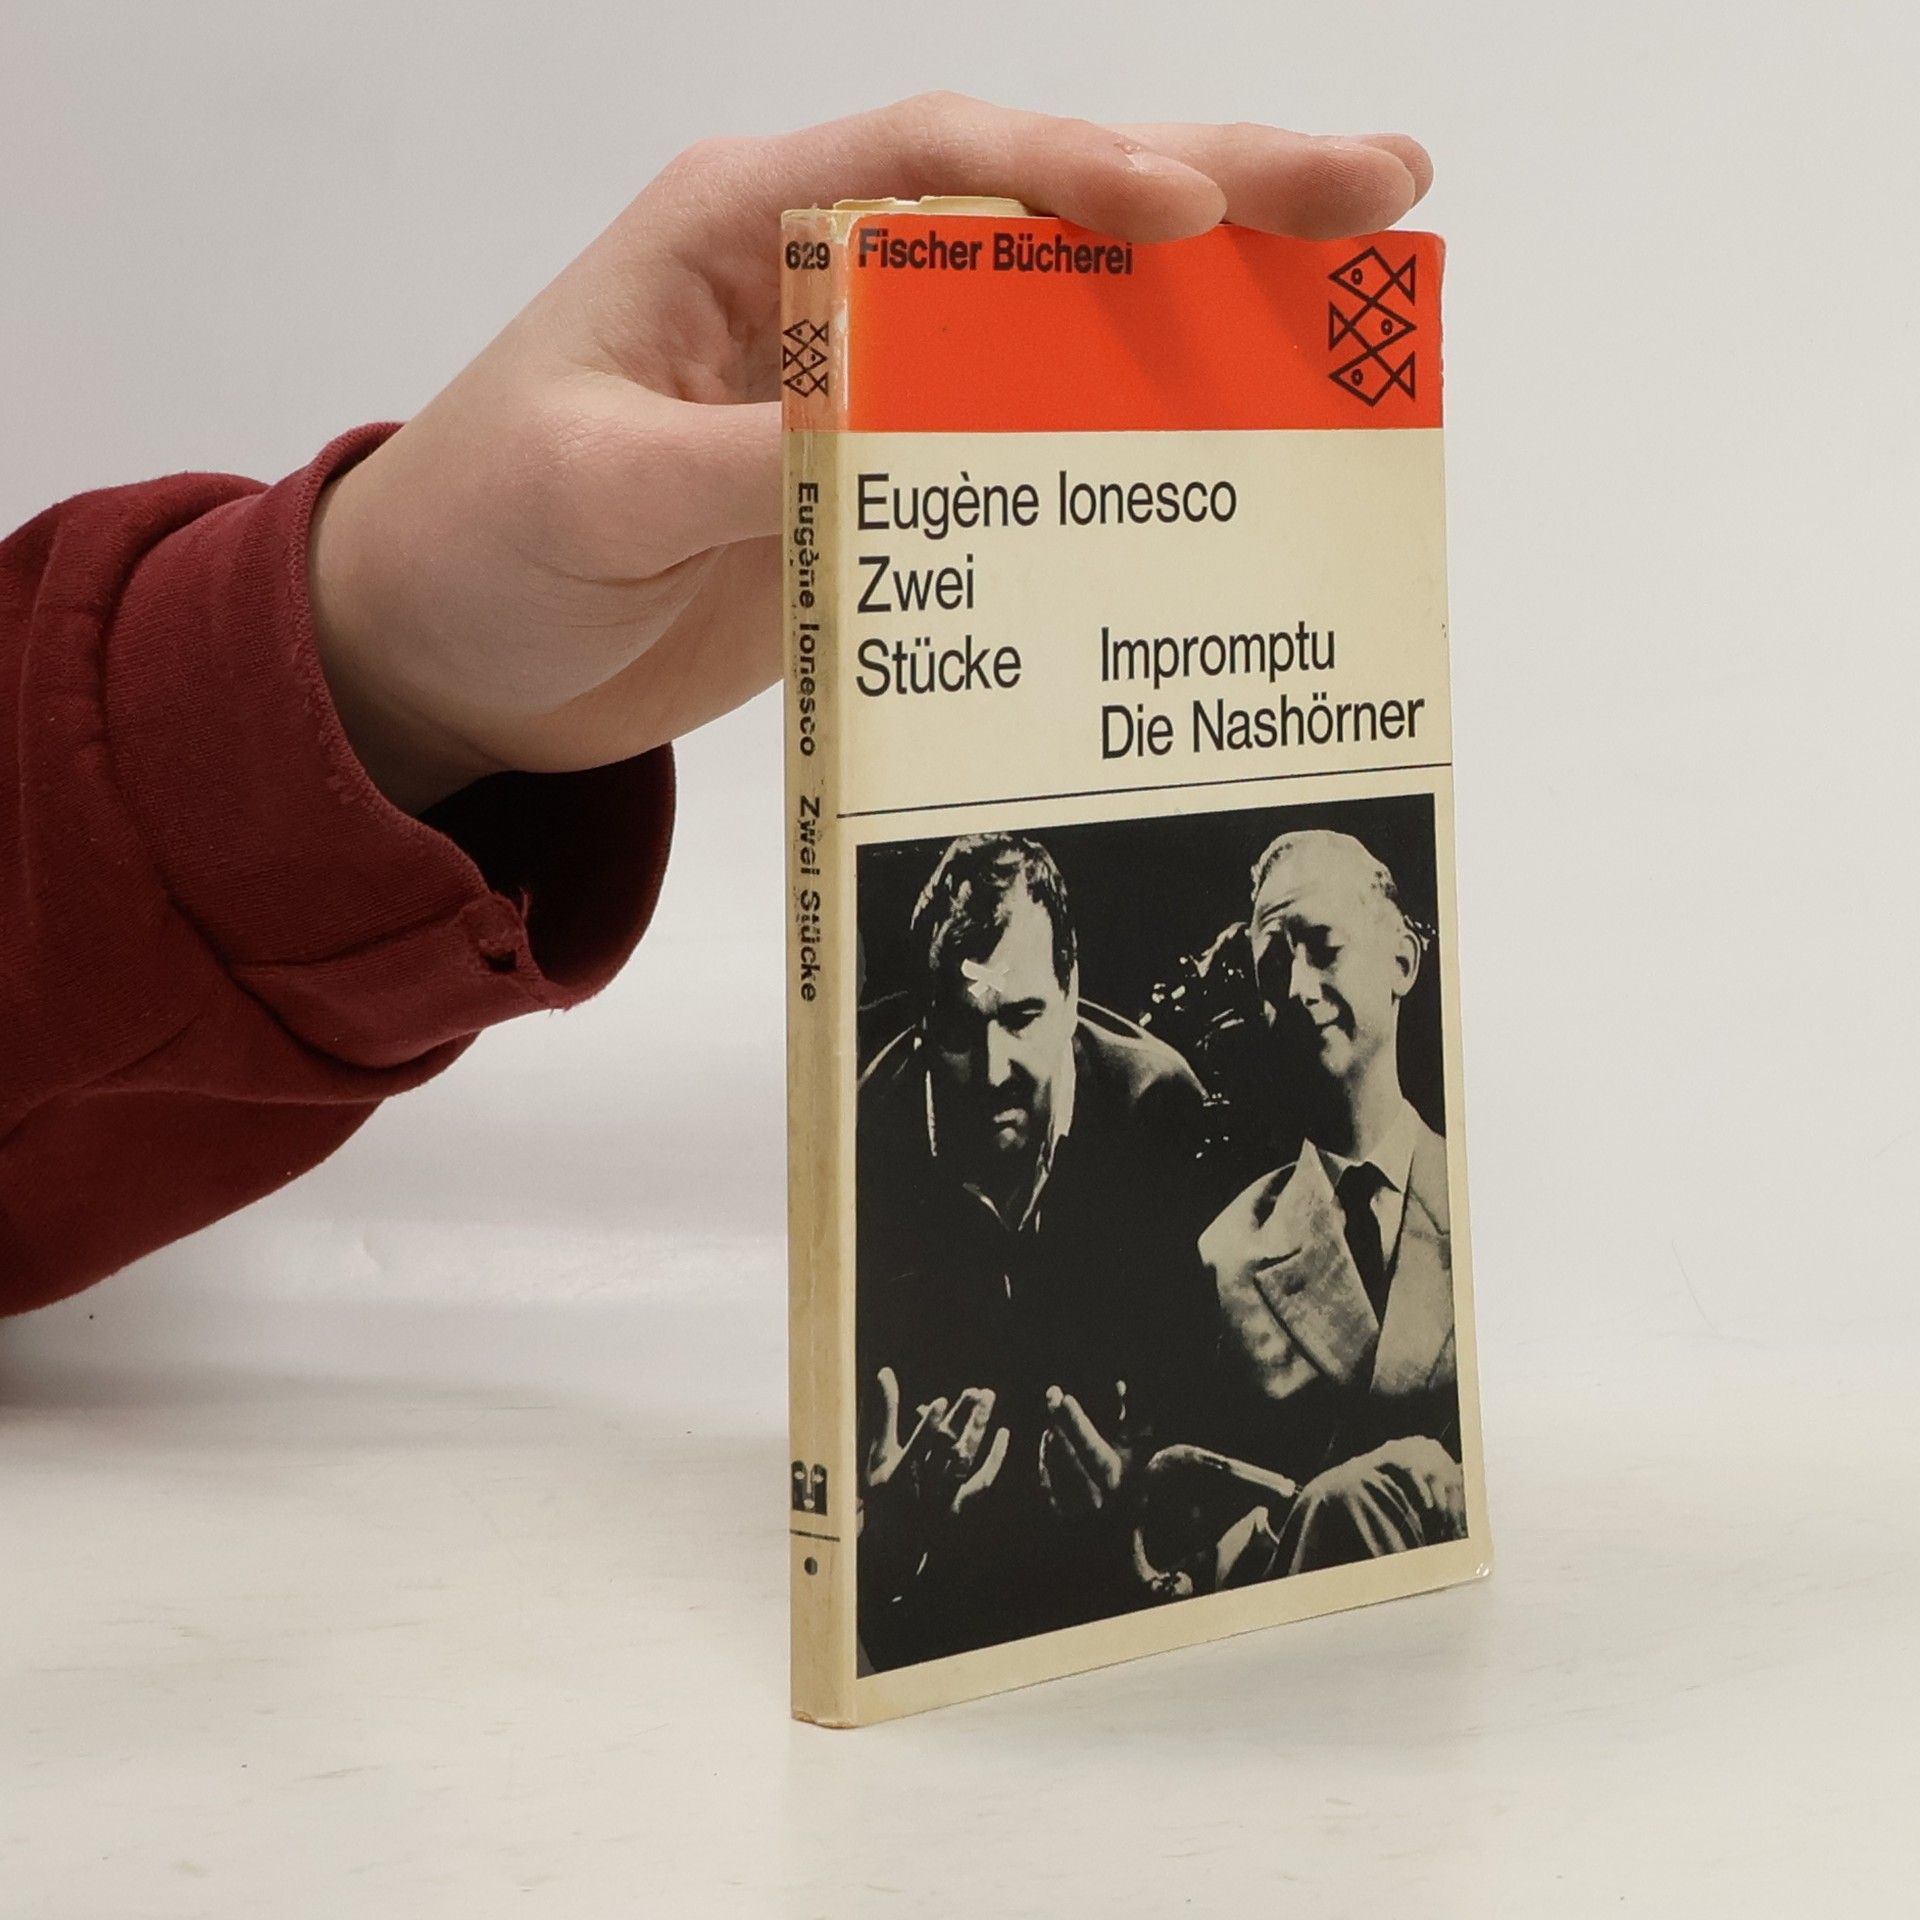 629
Fischer Bücherei
Eugène Ionesco
Zwei
Stücke
Impromptu
Die Nashörner
Eugène Ionesco Zwei Stücke